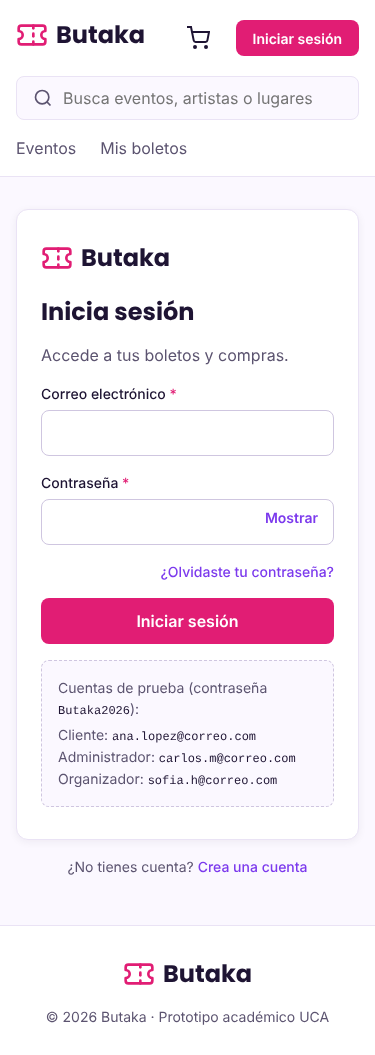 Butaka
Iniciar sesión
Busca eventos, artistas o lugares
Eventos Mis boletos
Butaka
Inicia sesión
Accede a tus boletos y compras.
Correo electrónico *
Contraseña *
Mostrar
¿Olvidaste tu contraseña?
Iniciar sesión
Cuentas de prueba (contraseña
Butaka2026):
Cliente: ana.lopez@correo.com
Administrador: carlos.m@correo.com
Organizador: sofia.h@correo.com
¿No tienes cuenta? Crea una cuenta
Butaka
© 2026 Butaka · Prototipo académico UCA